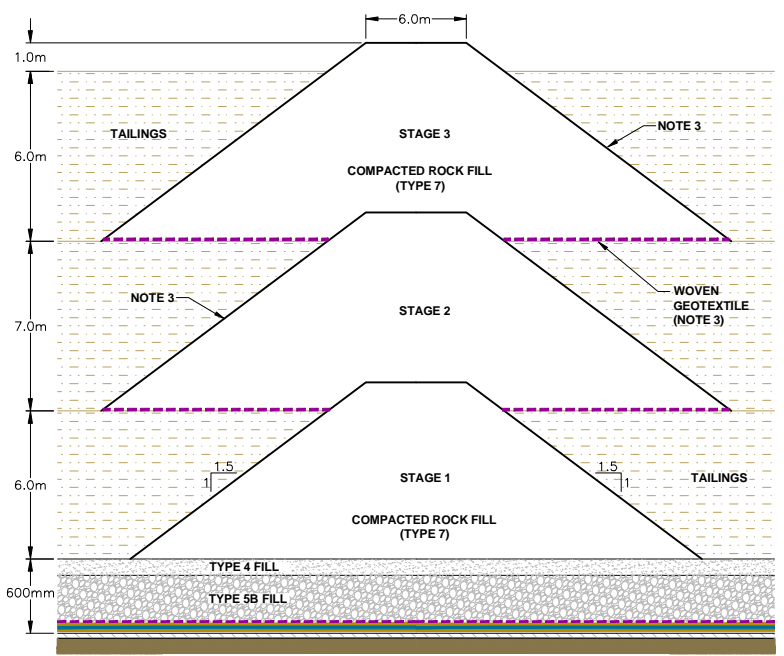 6.0m
1.0m
6.0m
TAILINGS
STAGE 3
NOTE 3
COMPACTED ROCK FILL
(TYPE 7)
NOTE 3
WOVEN
GEOTEXTILE
(NOTE 3)
7.0m
STAGE 2
1.5
1
1.5
1
6.0m
STAGE 1
TAILINGS
COMPACTED ROCK FILL
(TYPE 7)
TYPE 4 FILL
600mm
TYPE 5B FILL